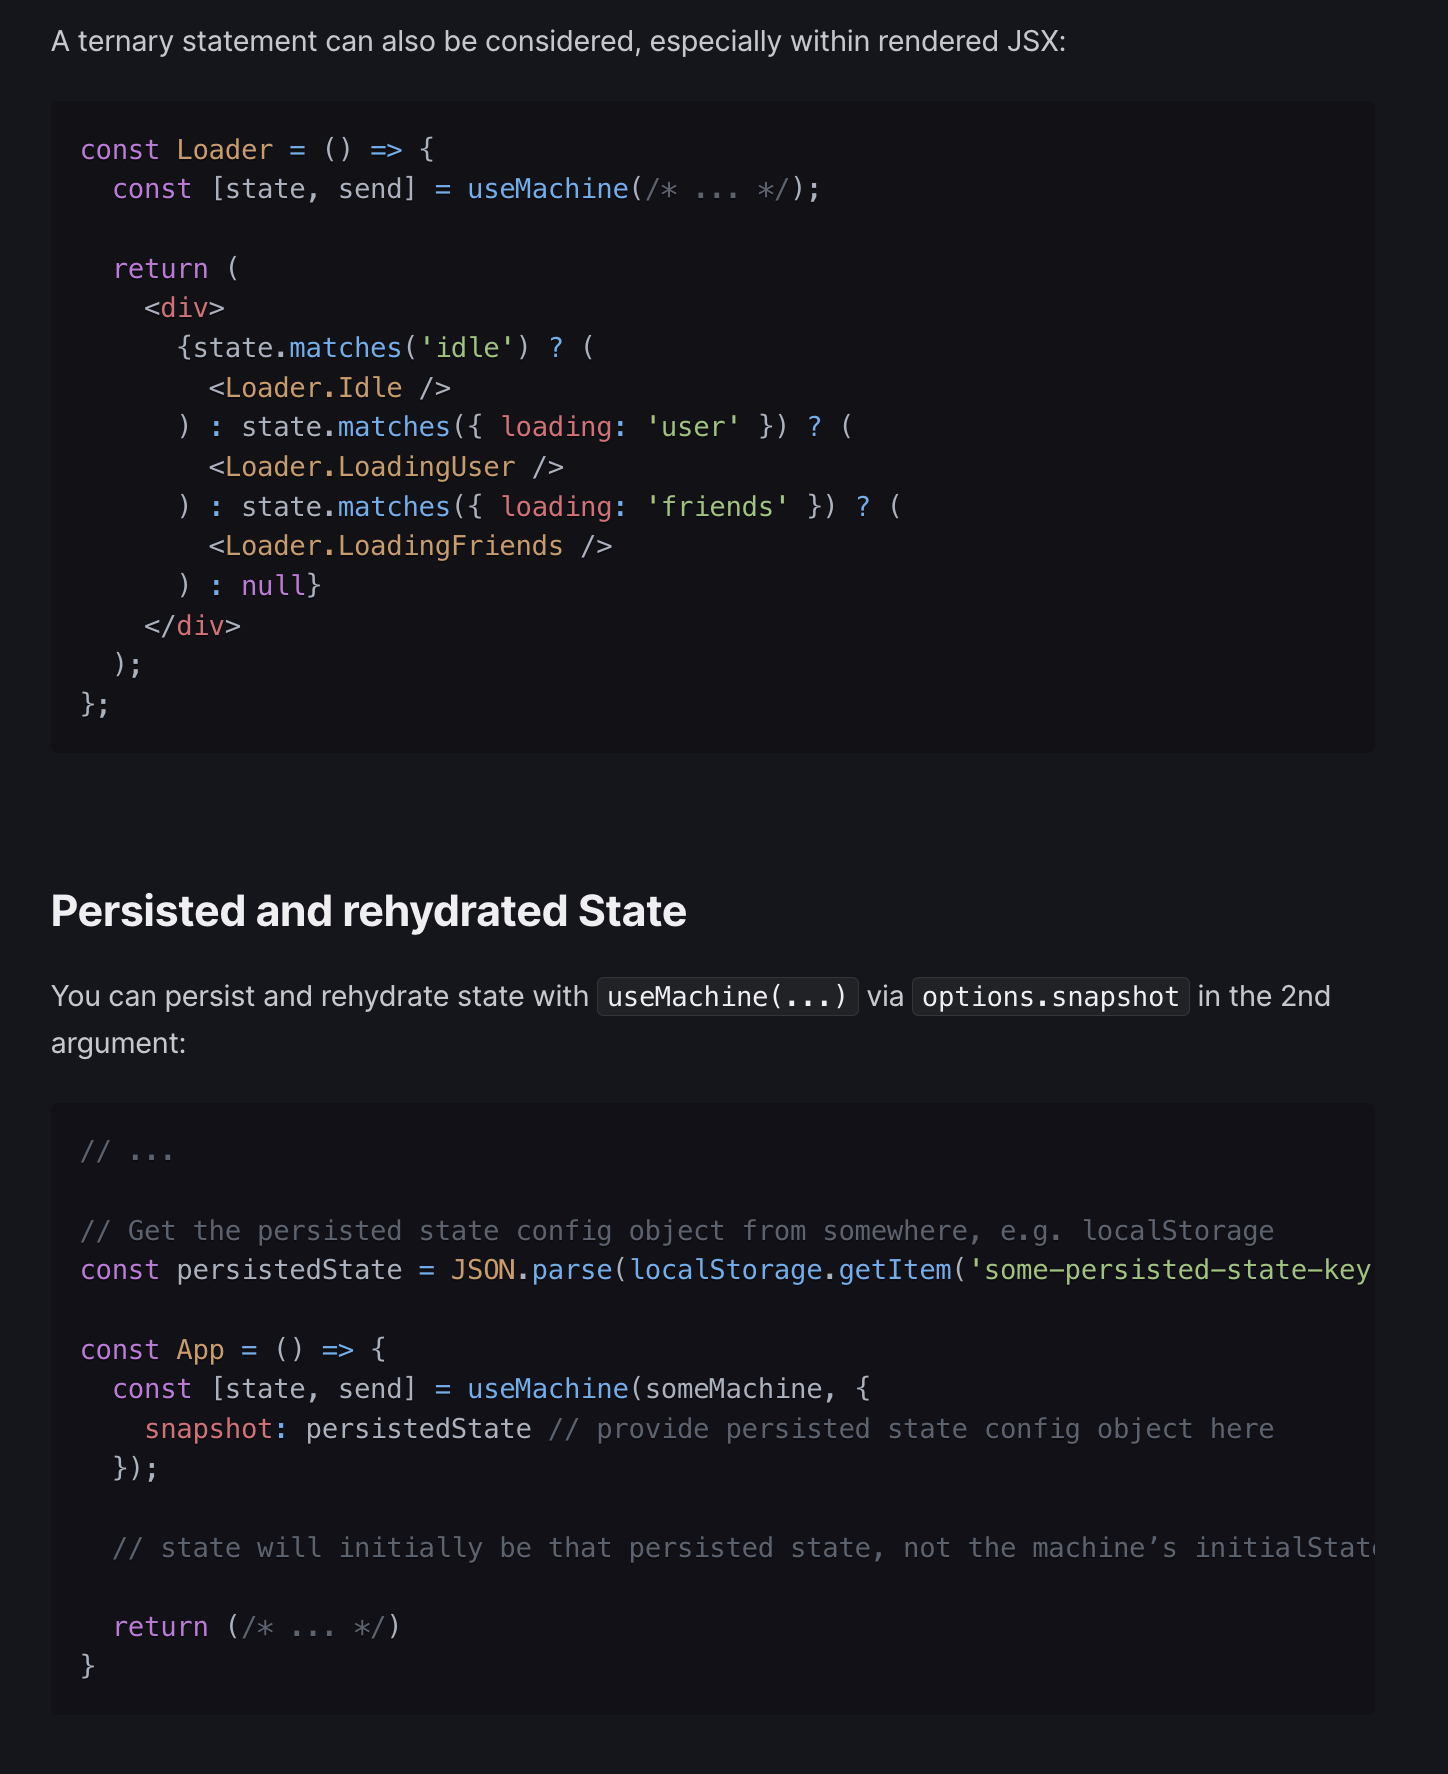 A ternary statement can also be considered, especially within rendered JSX:
const Loader = () => {
  const [state, send] = useMachine(/* ... */);

  return (
    <div>
      {state.matches('idle') ? (
        <Loader.Idle />
      ) : state.matches({ loading: 'user' }) ? (
        <Loader.LoadingUser />
      ) : state.matches({ loading: 'friends' }) ? (
        <Loader.LoadingFriends />
      ) : null}
    </div>
  );
};
Persisted and rehydrated State
You can persist and rehydrate state with useMachine(...) via options.snapshot in the 2nd
argument:
// ...

// Get the persisted state config object from somewhere, e.g. localStorage
const persistedState = JSON.parse(localStorage.getItem('some-persisted-state-key

const App = () => {
  const [state, send] = useMachine(someMachine, {
    snapshot: persistedState // provide persisted state config object here
  });

  // state will initially be that persisted state, not the machine’s initialState

  return (/* ... */)
}